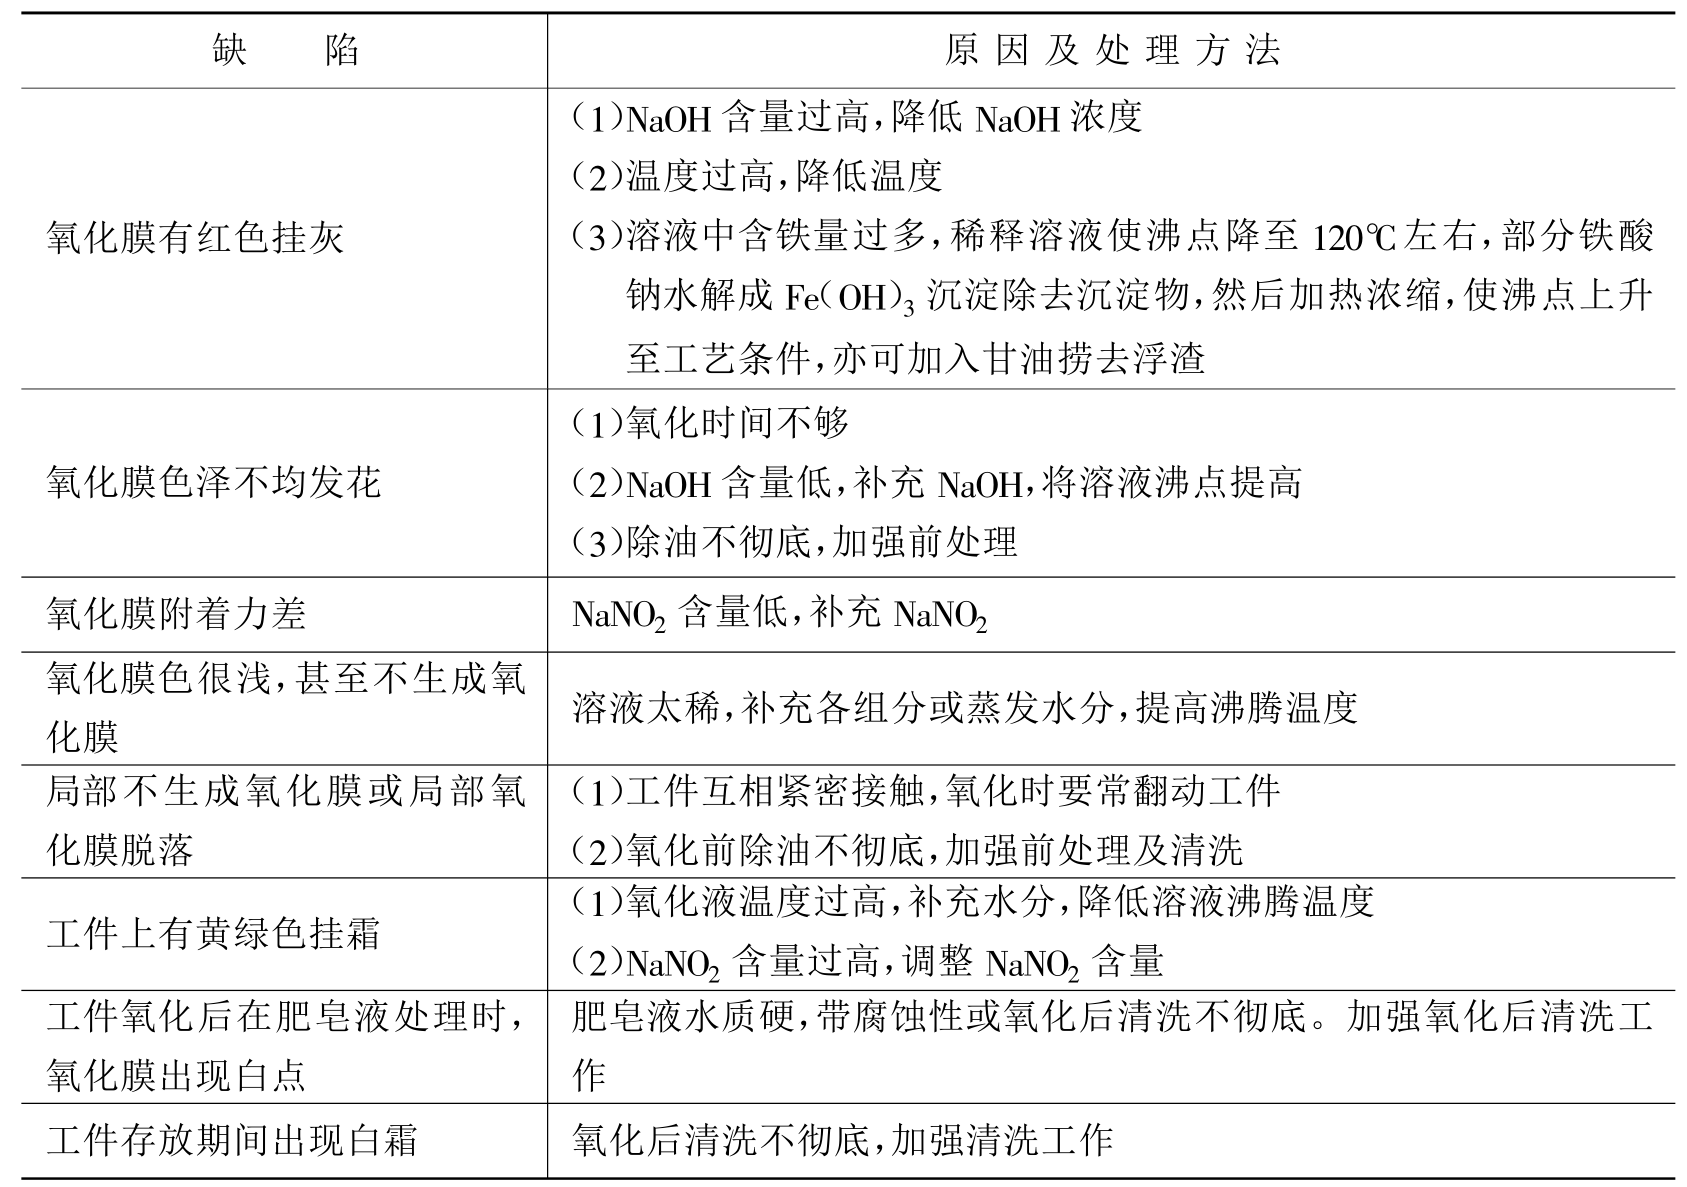 缺 陷
原因及处理方法
氧化膜有红色挂灰
(1)NaOH 含量过高,降低 NaOH 浓度
(2)温度过高,降低温度
(3)溶液中含铁量过多,稀释溶液使沸点降至 120℃左右,部分铁酸
钠水解成 Fe(OH)₃ 沉淀除去沉淀物,然后加热浓缩,使沸点上升
至工艺条件,亦可加入甘油捞去浮渣
氧化膜色泽不均发花
(1)氧化时间不够
(2)NaOH 含量低,补充 NaOH,将溶液沸点提高
(3)除油不彻底,加强前处理
氧化膜附着力差
NaNO₂ 含量低,补充 NaNO₂
氧化膜色很浅,甚至不生成氧
化膜
溶液太稀,补充各组分或蒸发水分,提高沸腾温度
局部不生成氧化膜或局部氧
化膜脱落
(1)工件互相紧密接触,氧化时要常翻动工件
(2)氧化前除油不彻底,加强前处理及清洗
工件上有黄绿色挂霜
(1)氧化液温度过高,补充水分,降低溶液沸腾温度
(2)NaNO₂ 含量过高,调整 NaNO₂ 含量
工件氧化后在肥皂液处理时,
氧化膜出现白点
肥皂液水质硬,带腐蚀性或氧化后清洗不彻底。加强氧化后清洗工
作
工件存放期间出现白霜
氧化后清洗不彻底,加强清洗工作